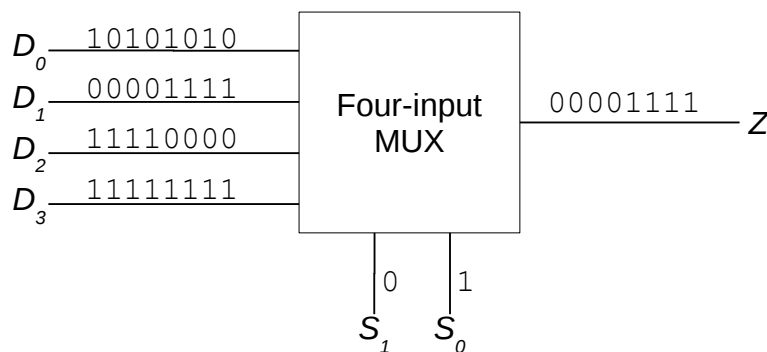 D0 10101010
D1 00001111
D2 11110000
D3 11111111
Four-input
MUX
00001111 Z
0 1
S1 S0